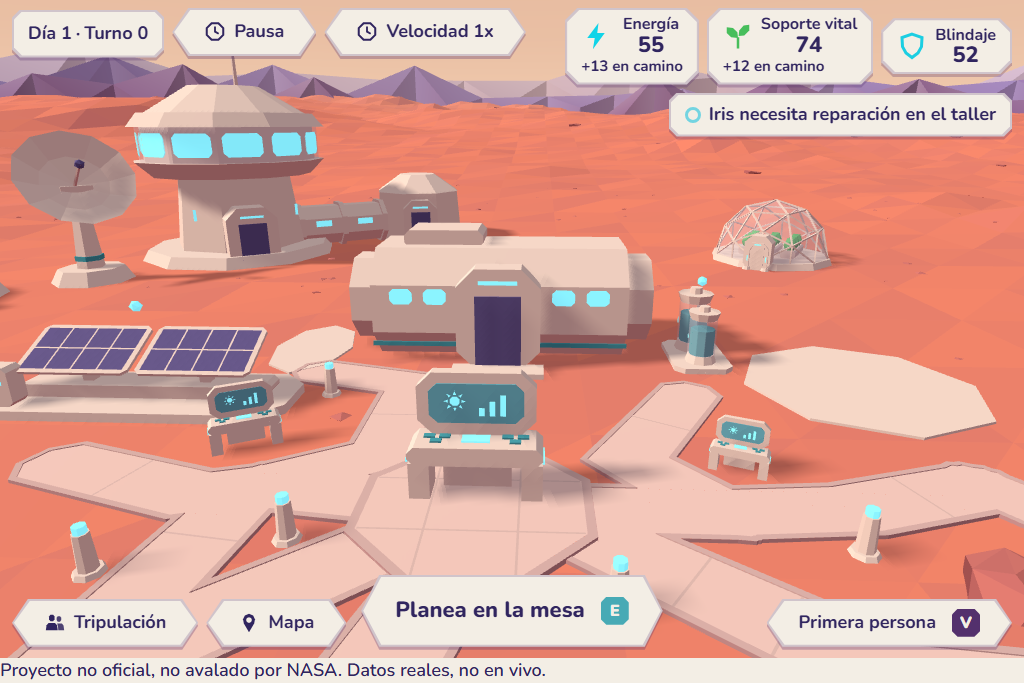 Día 1 · Turno 0
Pausa
Velocidad 1x
Energía
55
+13 en camino
Soporte vital
74
+12 en camino
Blindaje
52
Iris necesita reparación en el taller
Tripulación
Mapa
Planea en la mesa E
Primera persona V
Proyecto no oficial, no avalado por NASA. Datos reales, no en vivo.